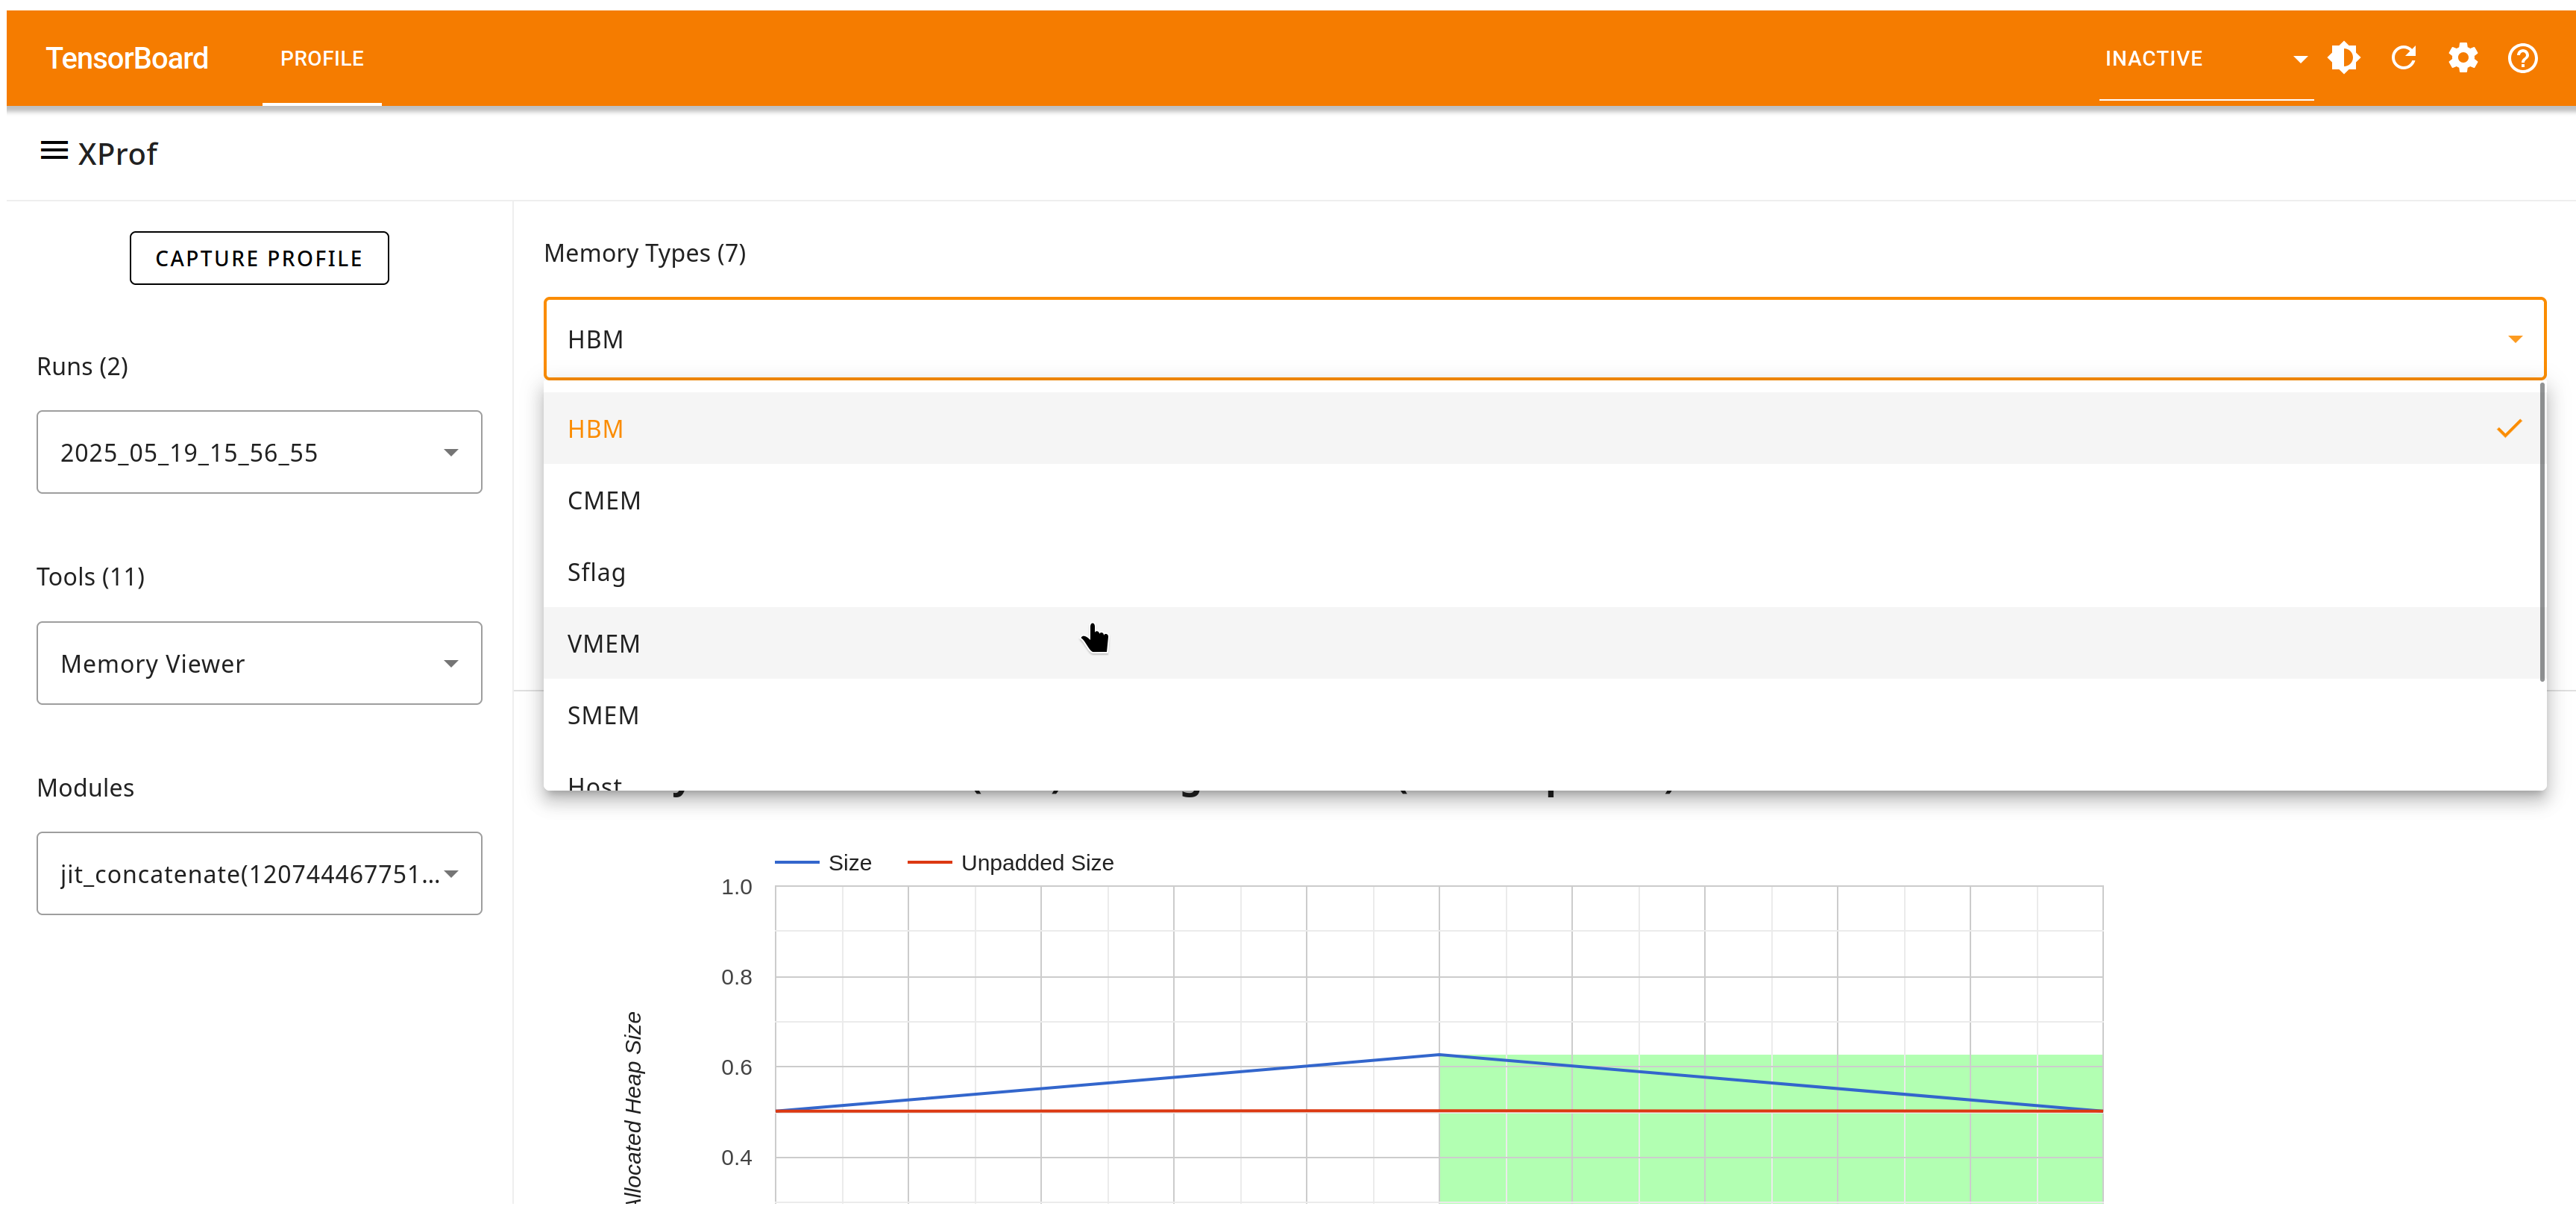 TensorBoard
PROFILE
INACTIVE
XProf
CAPTURE PROFILE
Runs (2)
2025_05_19_15_56_55
Tools (11)
Memory Viewer
Modules
jit_concatenate(120744467751...
Memory Types (7)
HBM
HBM
CMEM
Sflag
VMEM
SMEM
Host
Size
Unpadded Size
1.0
0.8
0.6
0.4
Allocated Heap Size